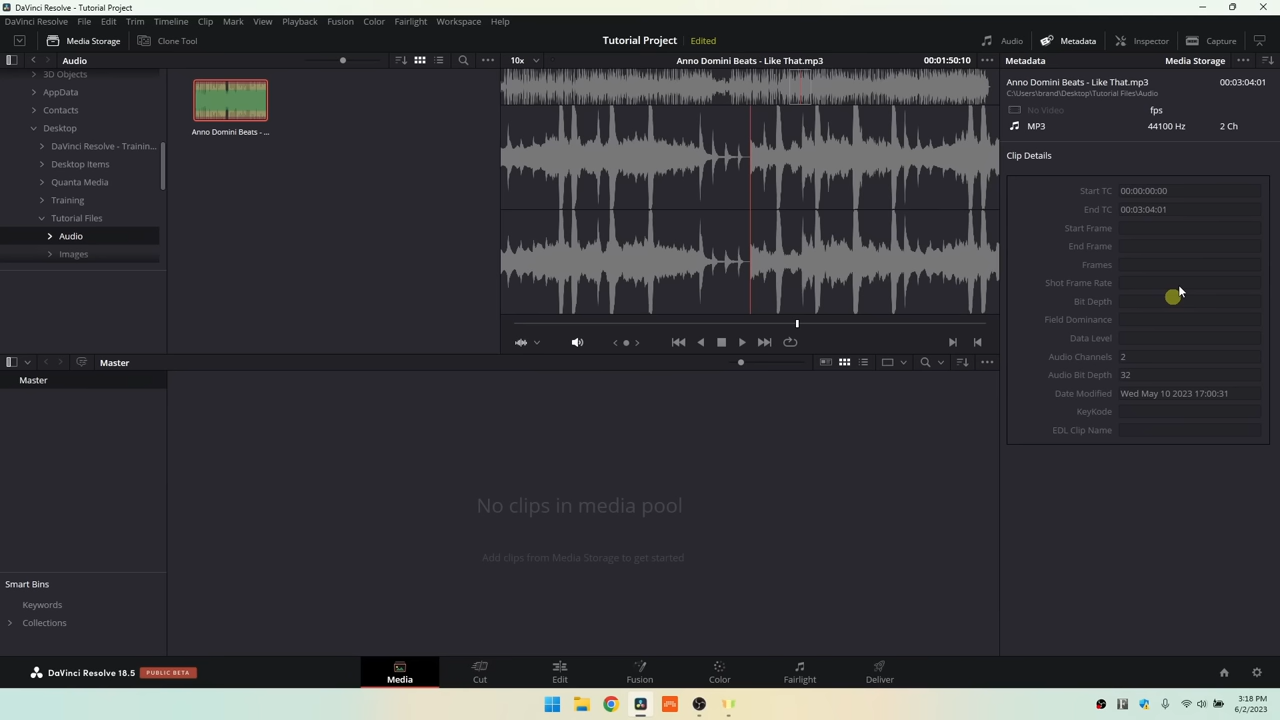 DaVinci Resolve - Tutorial Project
DaVinci Resolve File Edit Trim Timeline Clip Mark View Playback Fusion Color Fairlight Workspace Help
Media Storage Clone Tool Tutorial Project Edited Audio Metadata Inspector Capture
Audio 10x Anno Domini Beats - Like That.mp3 00:01:50:10 Metadata Media Storage
3D Objects
AppData
Contacts
Desktop
DaVinci Resolve - Trainin...
Desktop Items
Quanta Media
Training
Tutorial Files
Audio
Images
Anno Domini Beats - ...
Anno Domini Beats - Like That.mp3 00:03:04:01
C:\Users\brand\Desktop\Tutorial Files\Audio
No Video fps
MP3 44100 Hz 2 Ch
Clip Details
Start TC 00:00:00:00
End TC 00:03:04:01
Start Frame
End Frame
Frames
Shot Frame Rate
Bit Depth
Field Dominance
Data Level
Audio Channels 2
Audio Bit Depth 32
Date Modified Wed May 10 2023 17:00:31
KeyKode
EDL Clip Name
Master
Master
No clips in media pool
Add clips from Media Storage to get started
Smart Bins
Keywords
Collections
DaVinci Resolve 18.5 PUBLIC BETA
Media Cut Edit Fusion Color Fairlight Deliver
3:18 PM
6/2/2023